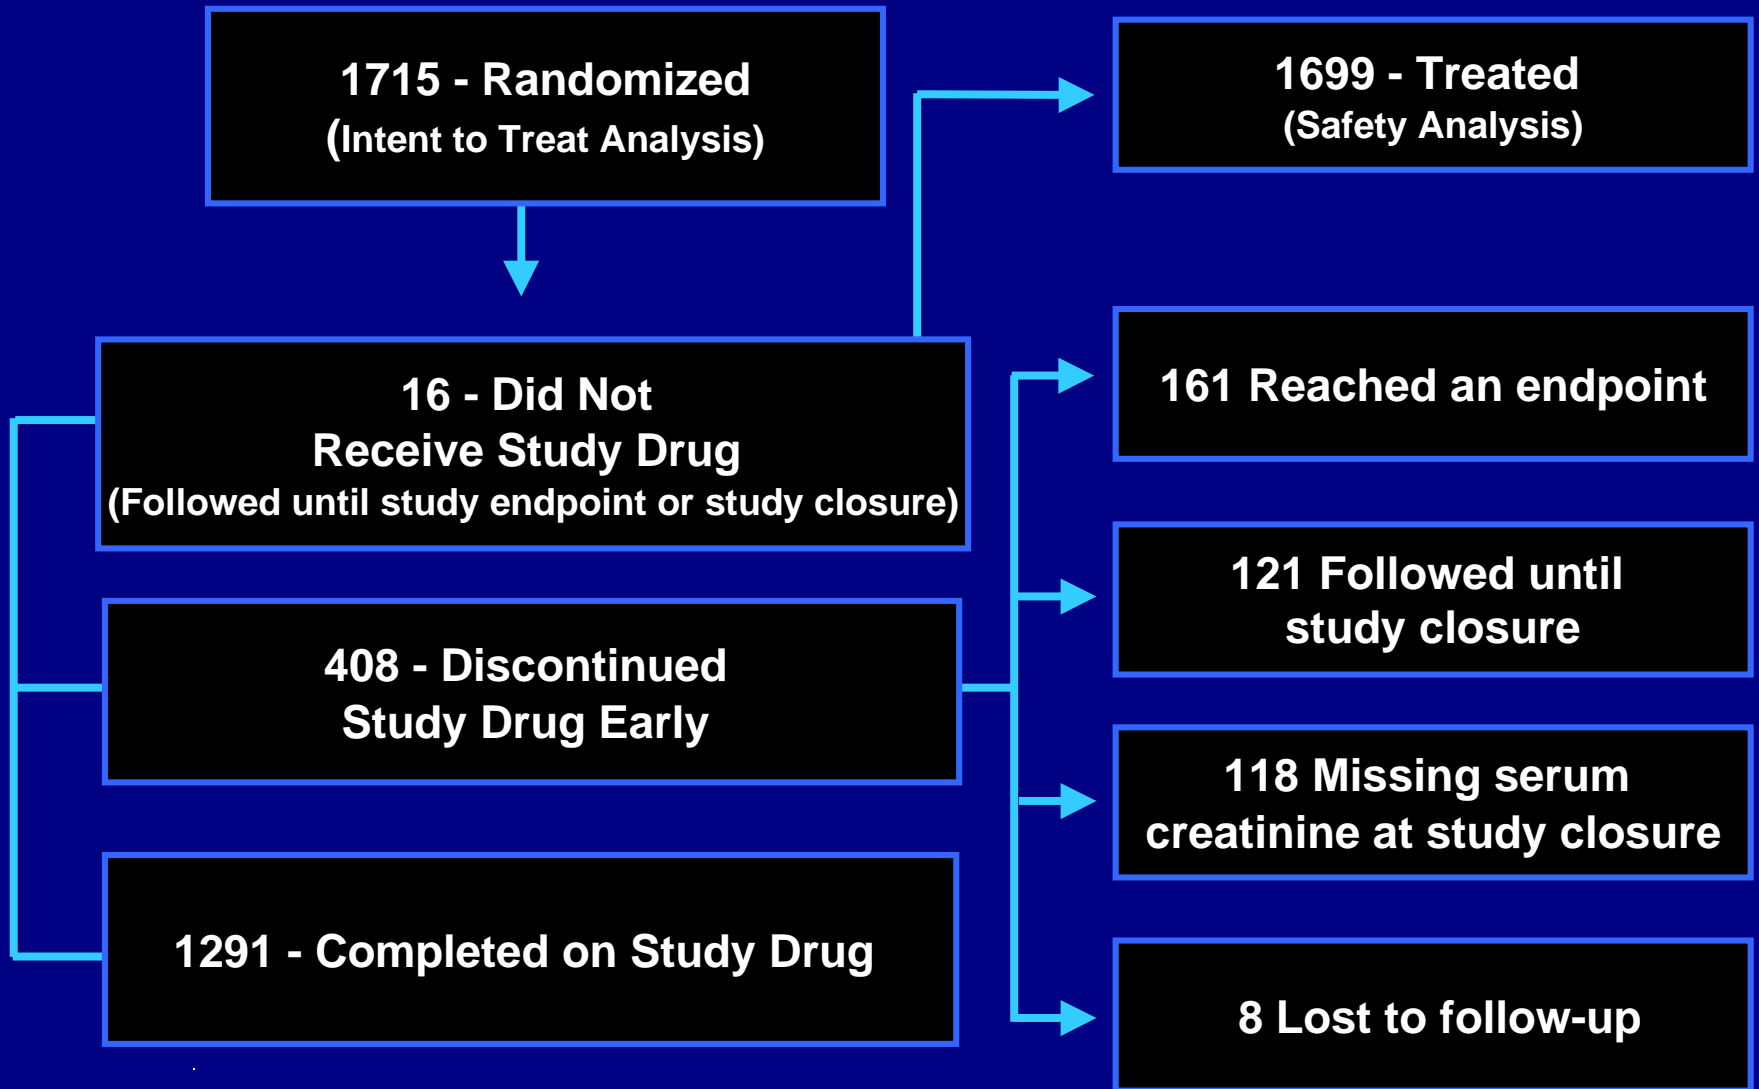 1715 - Randomized
(Intent to Treat Analysis)
1699 - Treated
(Safety Analysis)
16 - Did Not
Receive Study Drug
(Followed until study endpoint or study closure)
161 Reached an endpoint
121 Followed until
study closure
408 - Discontinued
Study Drug Early
118 Missing serum
creatinine at study closure
1291 - Completed on Study Drug
8 Lost to follow-up